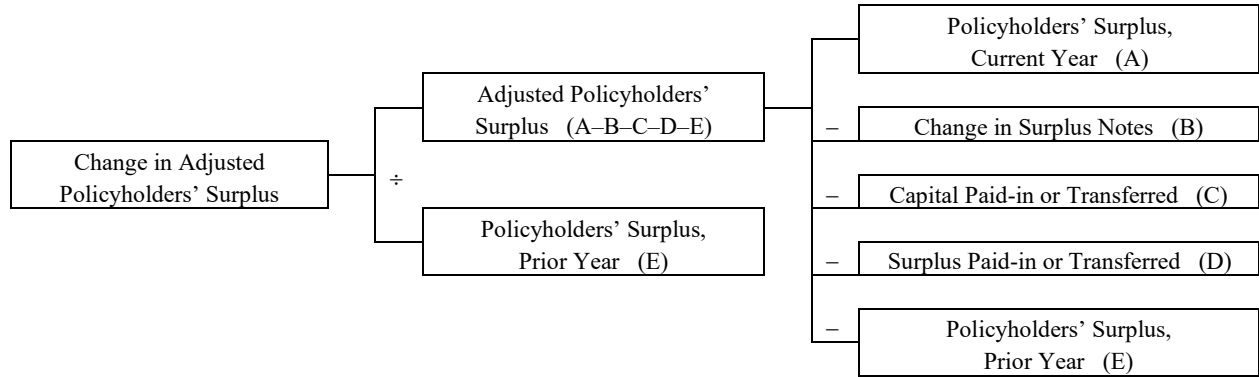 Policyholders’ Surplus,
Current Year (A)
Adjusted Policyholders’
Surplus (A–B–C–D–E)
– Change in Surplus Notes (B)
Change in Adjusted
Policyholders’ Surplus
÷
– Capital Paid-in or Transferred (C)
Policyholders’ Surplus,
Prior Year (E)
– Surplus Paid-in or Transferred (D)
– Policyholders’ Surplus,
Prior Year (E)